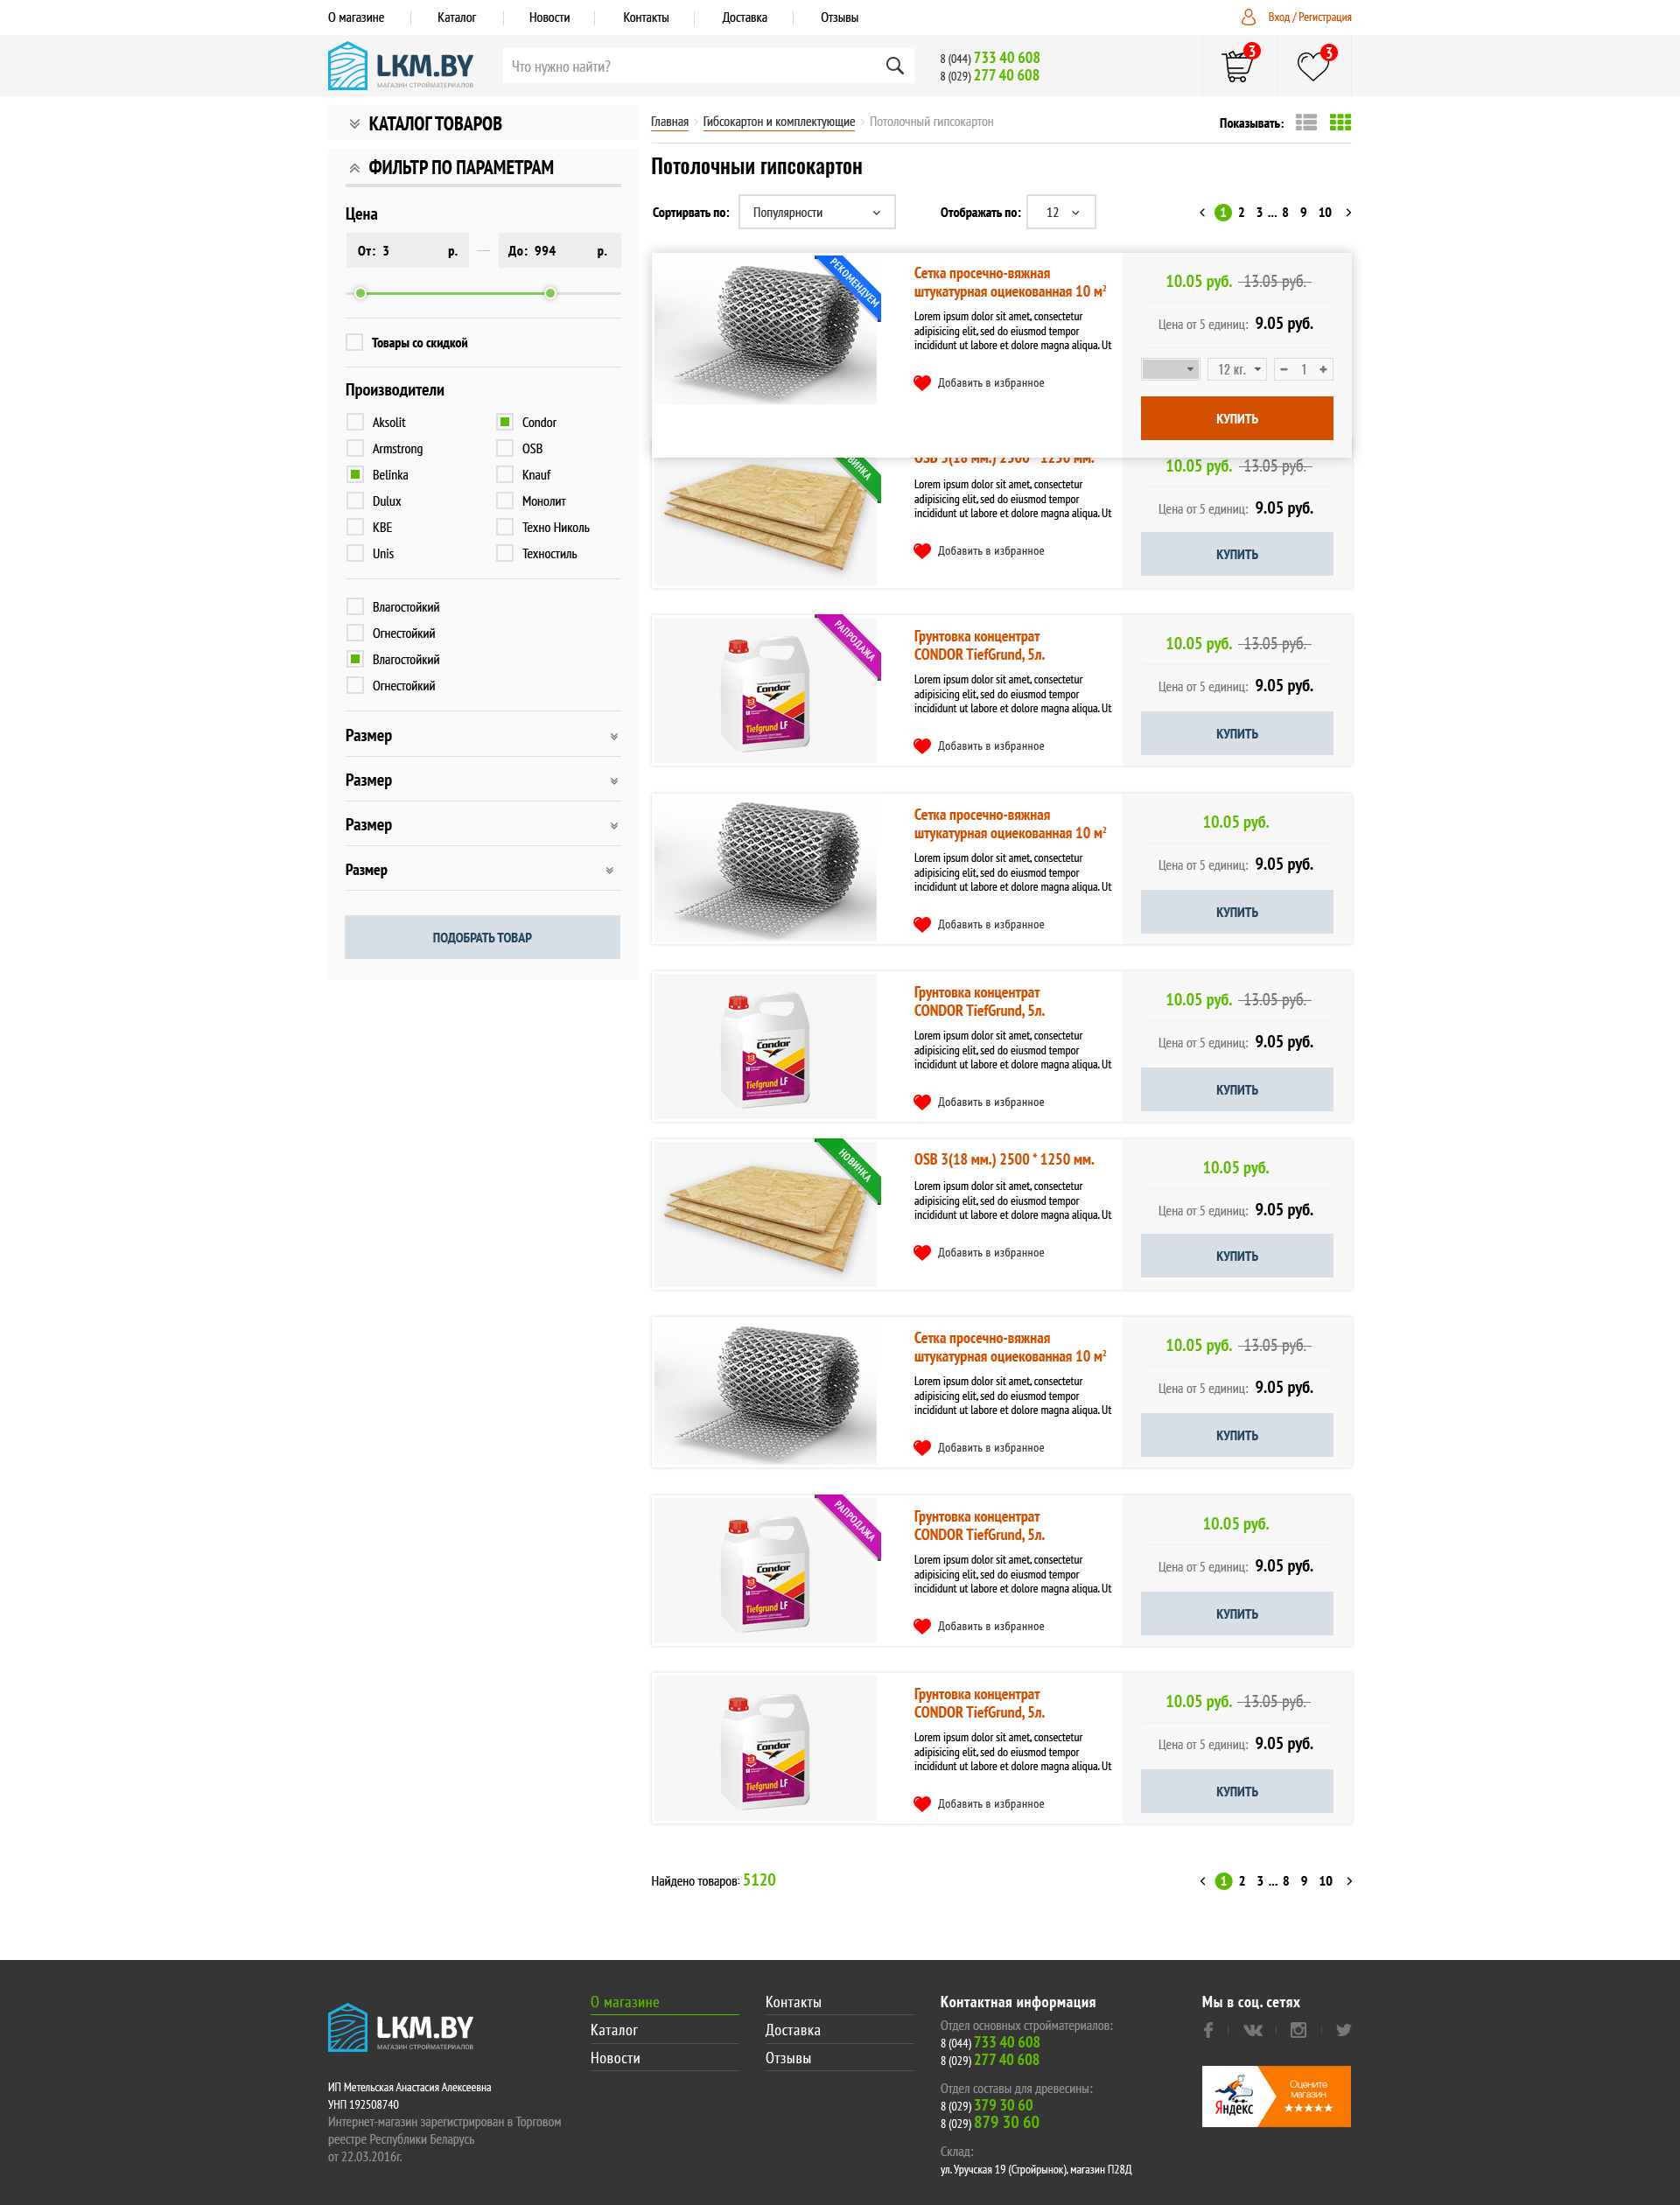 О магазине
Каталог
Новости
Контакты
Доставка
Отзывы
Вход / Регистрация
LKM.BY
МАГАЗИН СТРОЙМАТЕРИАЛОВ
Что нужно найти?
8 (044) 733 40 608
8 (029) 277 40 608
3
3
КАТАЛОГ ТОВАРОВ
ФИЛЬТР ПО ПАРАМЕТРАМ
Цена
От: 3 р. — До: 994 р.
Товары со скидкой
Производители
Aksolit
Condor
Armstrong
OSB
Belinka
Knauf
Dulux
Монолит
KBE
Техно Николь
Unis
Техностиль
Влагостойкий
Огнестойкий
Влагостойкий
Огнестойкий
Размер
Размер
Размер
Размер
ПОДОБРАТЬ ТОВАР
Главная › Гибсокартон и комплектующие › Потолочный гипсокартон
Показывать:
Потолочныи гипсокартон
Сортирвать по: Популярности
Отображать по: 12
1 2 3 ... 8 9 10
РЕКОМЕНДУЕМ
Сетка просечно-вяжная
штукатурная оциекованная 10 м²
Lorem ipsum dolor sit amet, consectetur
adipisicing elit, sed do eiusmod tempor
incididunt ut labore et dolore magna aliqua. Ut
Добавить в избранное
10.05 руб. 13.05 руб.
Цена от 5 единиц: 9.05 руб.
12 кг.
1
КУПИТЬ
НОВИНКА
OSB 3(18 мм.) 2500 * 1250 мм.
Lorem ipsum dolor sit amet, consectetur
adipisicing elit, sed do eiusmod tempor
incididunt ut labore et dolore magna aliqua. Ut
Добавить в избранное
10.05 руб. 13.05 руб.
Цена от 5 единиц: 9.05 руб.
КУПИТЬ
РАПРОДАЖА
Condor
Tiefgrund LF
Грунтовка концентрат
CONDOR TiefGrund, 5л.
Lorem ipsum dolor sit amet, consectetur
adipisicing elit, sed do eiusmod tempor
incididunt ut labore et dolore magna aliqua. Ut
Добавить в избранное
10.05 руб. 13.05 руб.
Цена от 5 единиц: 9.05 руб.
КУПИТЬ
Сетка просечно-вяжная
штукатурная оциекованная 10 м²
Lorem ipsum dolor sit amet, consectetur
adipisicing elit, sed do eiusmod tempor
incididunt ut labore et dolore magna aliqua. Ut
Добавить в избранное
10.05 руб.
Цена от 5 единиц: 9.05 руб.
КУПИТЬ
Condor
Tiefgrund LF
Грунтовка концентрат
CONDOR TiefGrund, 5л.
Lorem ipsum dolor sit amet, consectetur
adipisicing elit, sed do eiusmod tempor
incididunt ut labore et dolore magna aliqua. Ut
Добавить в избранное
10.05 руб. 13.05 руб.
Цена от 5 единиц: 9.05 руб.
КУПИТЬ
НОВИНКА
OSB 3(18 мм.) 2500 * 1250 мм.
Lorem ipsum dolor sit amet, consectetur
adipisicing elit, sed do eiusmod tempor
incididunt ut labore et dolore magna aliqua. Ut
Добавить в избранное
10.05 руб.
Цена от 5 единиц: 9.05 руб.
КУПИТЬ
Сетка просечно-вяжная
штукатурная оциекованная 10 м²
Lorem ipsum dolor sit amet, consectetur
adipisicing elit, sed do eiusmod tempor
incididunt ut labore et dolore magna aliqua. Ut
Добавить в избранное
10.05 руб. 13.05 руб.
Цена от 5 единиц: 9.05 руб.
КУПИТЬ
РАПРОДАЖА
Condor
Tiefgrund LF
Грунтовка концентрат
CONDOR TiefGrund, 5л.
Lorem ipsum dolor sit amet, consectetur
adipisicing elit, sed do eiusmod tempor
incididunt ut labore et dolore magna aliqua. Ut
Добавить в избранное
10.05 руб.
Цена от 5 единиц: 9.05 руб.
КУПИТЬ
Condor
Tiefgrund LF
Грунтовка концентрат
CONDOR TiefGrund, 5л.
Lorem ipsum dolor sit amet, consectetur
adipisicing elit, sed do eiusmod tempor
incididunt ut labore et dolore magna aliqua. Ut
Добавить в избранное
10.05 руб. 13.05 руб.
Цена от 5 единиц: 9.05 руб.
КУПИТЬ
Найдено товаров: 5120
1 2 3 ... 8 9 10
LKM.BY
МАГАЗИН СТРОЙМАТЕРИАЛОВ
ИП Метельская Анастасия Алексеевна
УНП 192508740
Интернет-магазин зарегистрирован в Торговом
реестре Республики Беларусь
от 22.03.2016г.
О магазине
Каталог
Новости
Контакты
Доставка
Отзывы
Контактная информация
Отдел основных стройматериалов:
8 (044) 733 40 608
8 (029) 277 40 608
Отдел составы для древесины:
8 (029) 379 30 60
8 (029) 879 30 60
Склад:
ул. Уручская 19 (Стройрынок), магазин П28Д
Мы в соц. сетях
Яндекс
Оцените
магазин